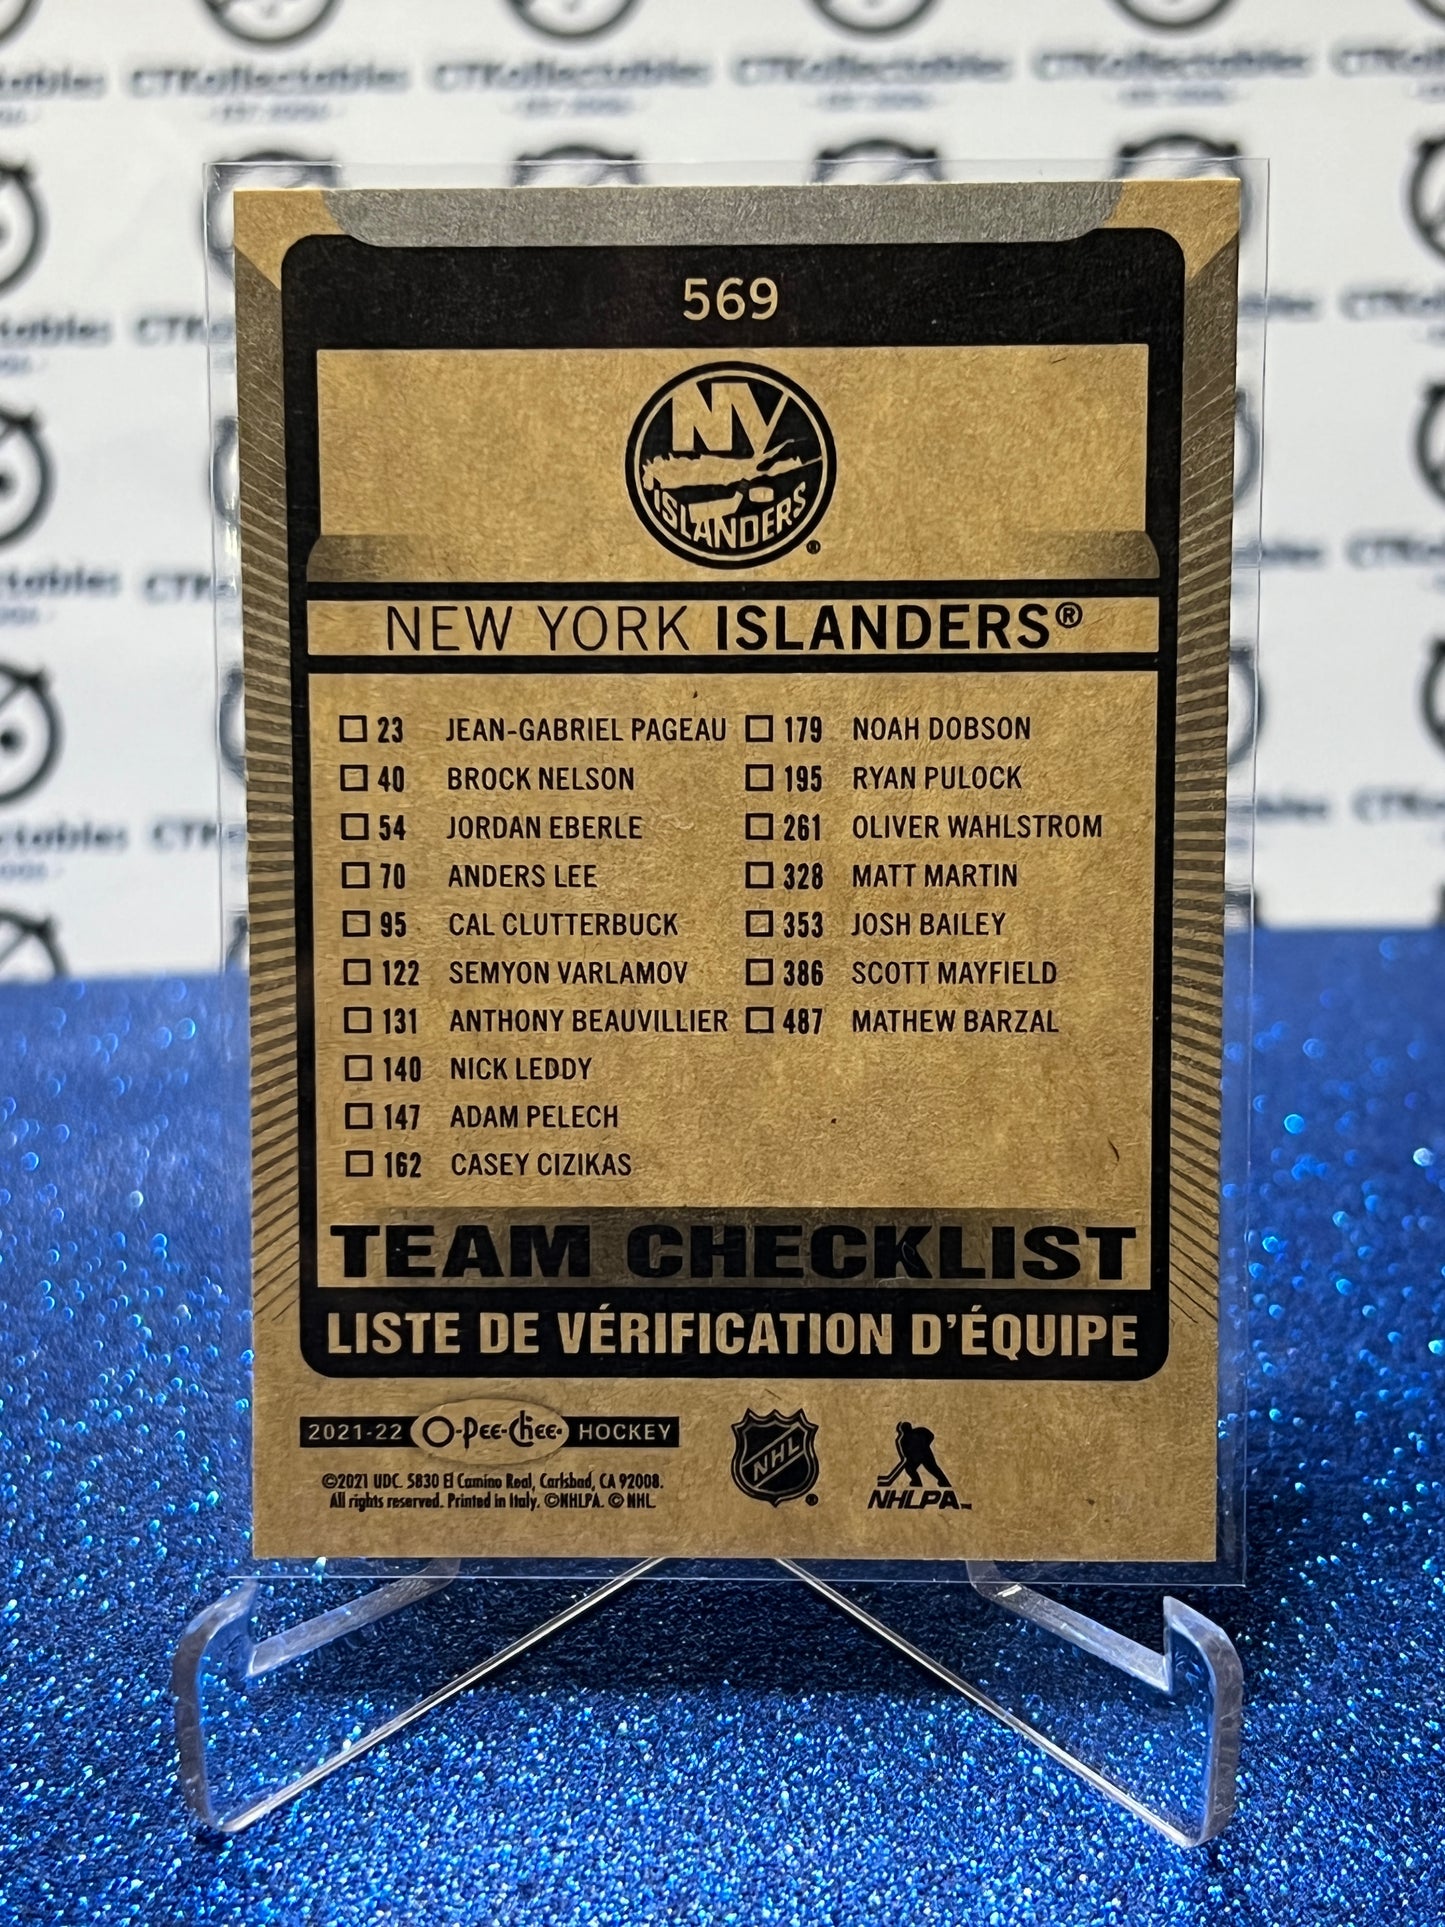 CTKollectables CTKollectables CTKollectables
569
NY
ISLANDERS
®
NEW YORK ISLANDERS®
☐ 23 JEAN-GABRIEL PAGEAU
☐ 40 BROCK NELSON
☐ 54 JORDAN EBERLE
☐ 70 ANDERS LEE
☐ 95 CAL CLUTTERBUCK
☐ 122 SEMYON VARLAMOV
☐ 131 ANTHONY BEAUVILLIER
☐ 140 NICK LEDDY
☐ 147 ADAM PELECH
☐ 162 CASEY CIZIKAS
☐ 179 NOAH DOBSON
☐ 195 RYAN PULOCK
☐ 261 OLIVER WAHLSTROM
☐ 328 MATT MARTIN
☐ 353 JOSH BAILEY
☐ 386 SCOTT MAYFIELD
☐ 487 MATHEW BARZAL
TEAM CHECKLIST
LISTE DE VÉRIFICATION D'ÉQUIPE
2021-22 O-Pee-Chee HOCKEY
©2021 UDC. 5830 El Camino Real, Carlsbad, CA 92008.
All rights reserved. Printed in Italy. ©NHLPA. © NHL.
NHL®
NHLPA™